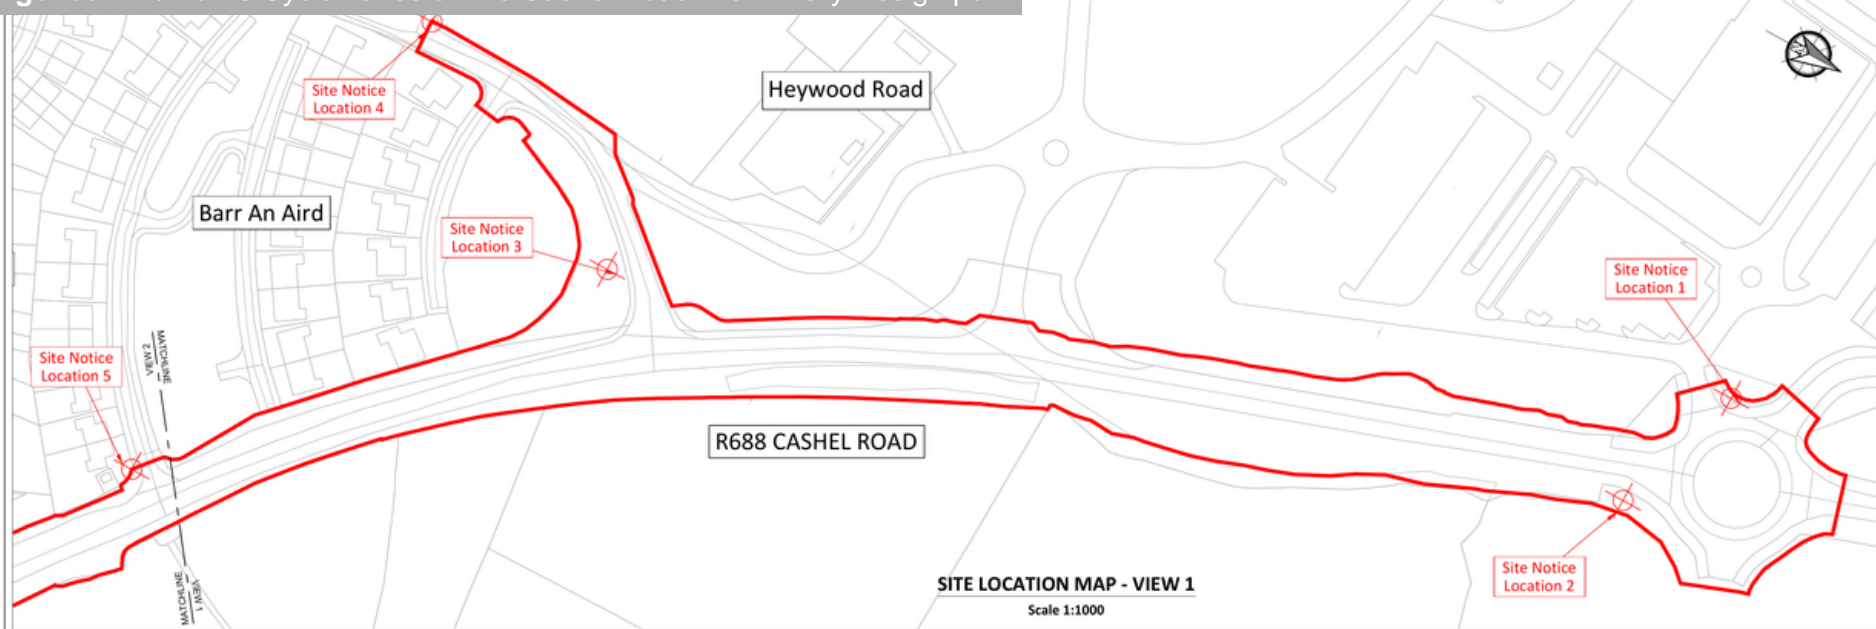 Site Notice
Location 4
Heywood Road
Barr An Aird
Site Notice
Location 3
Site Notice
Location 1
MATCHLINE
VIEW 2
Site Notice
Location 5
R688 CASHEL ROAD
Site Notice
Location 2
MATCHLINE
VIEW 1
SITE LOCATION MAP - VIEW 1
Scale 1:1000